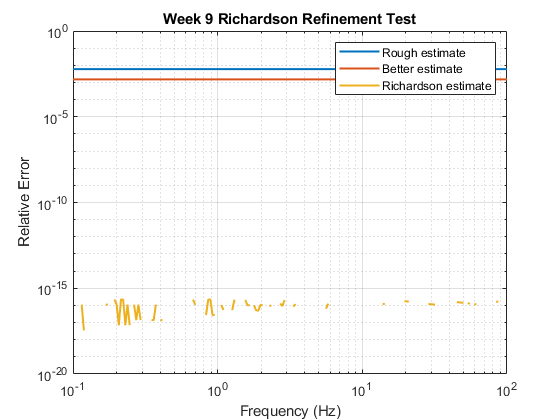 Week 9 Richardson Refinement Test
10^0
Rough estimate
Better estimate
Richardson estimate
10^-5
Relative Error
10^-10
10^-15
10^-20
10^-1 10^0 10^1 10^2
Frequency (Hz)